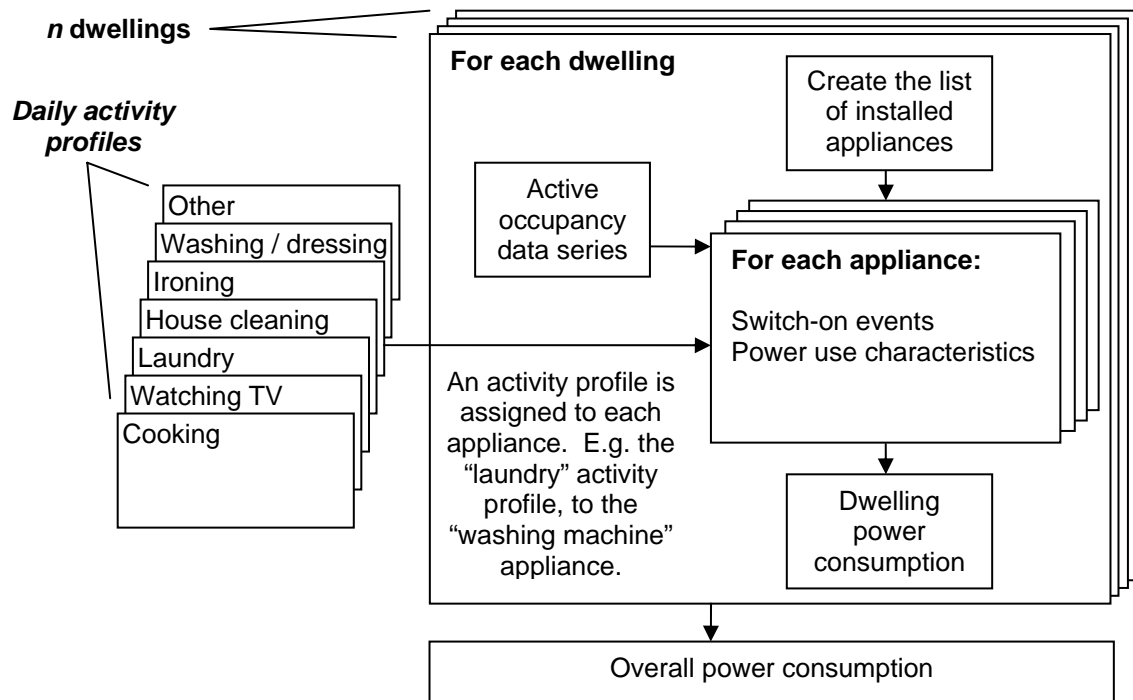 n dwellings
Daily activity
profiles
Other
Washing / dressing
Ironing
House cleaning
Laundry
Watching TV
Cooking
For each dwelling
Create the list
of installed
appliances
Active
occupancy
data series
For each appliance:
Switch-on events
Power use characteristics
An activity profile is
assigned to each
appliance. E.g. the
“laundry” activity
profile, to the
“washing machine”
appliance.
Dwelling
power
consumption
Overall power consumption